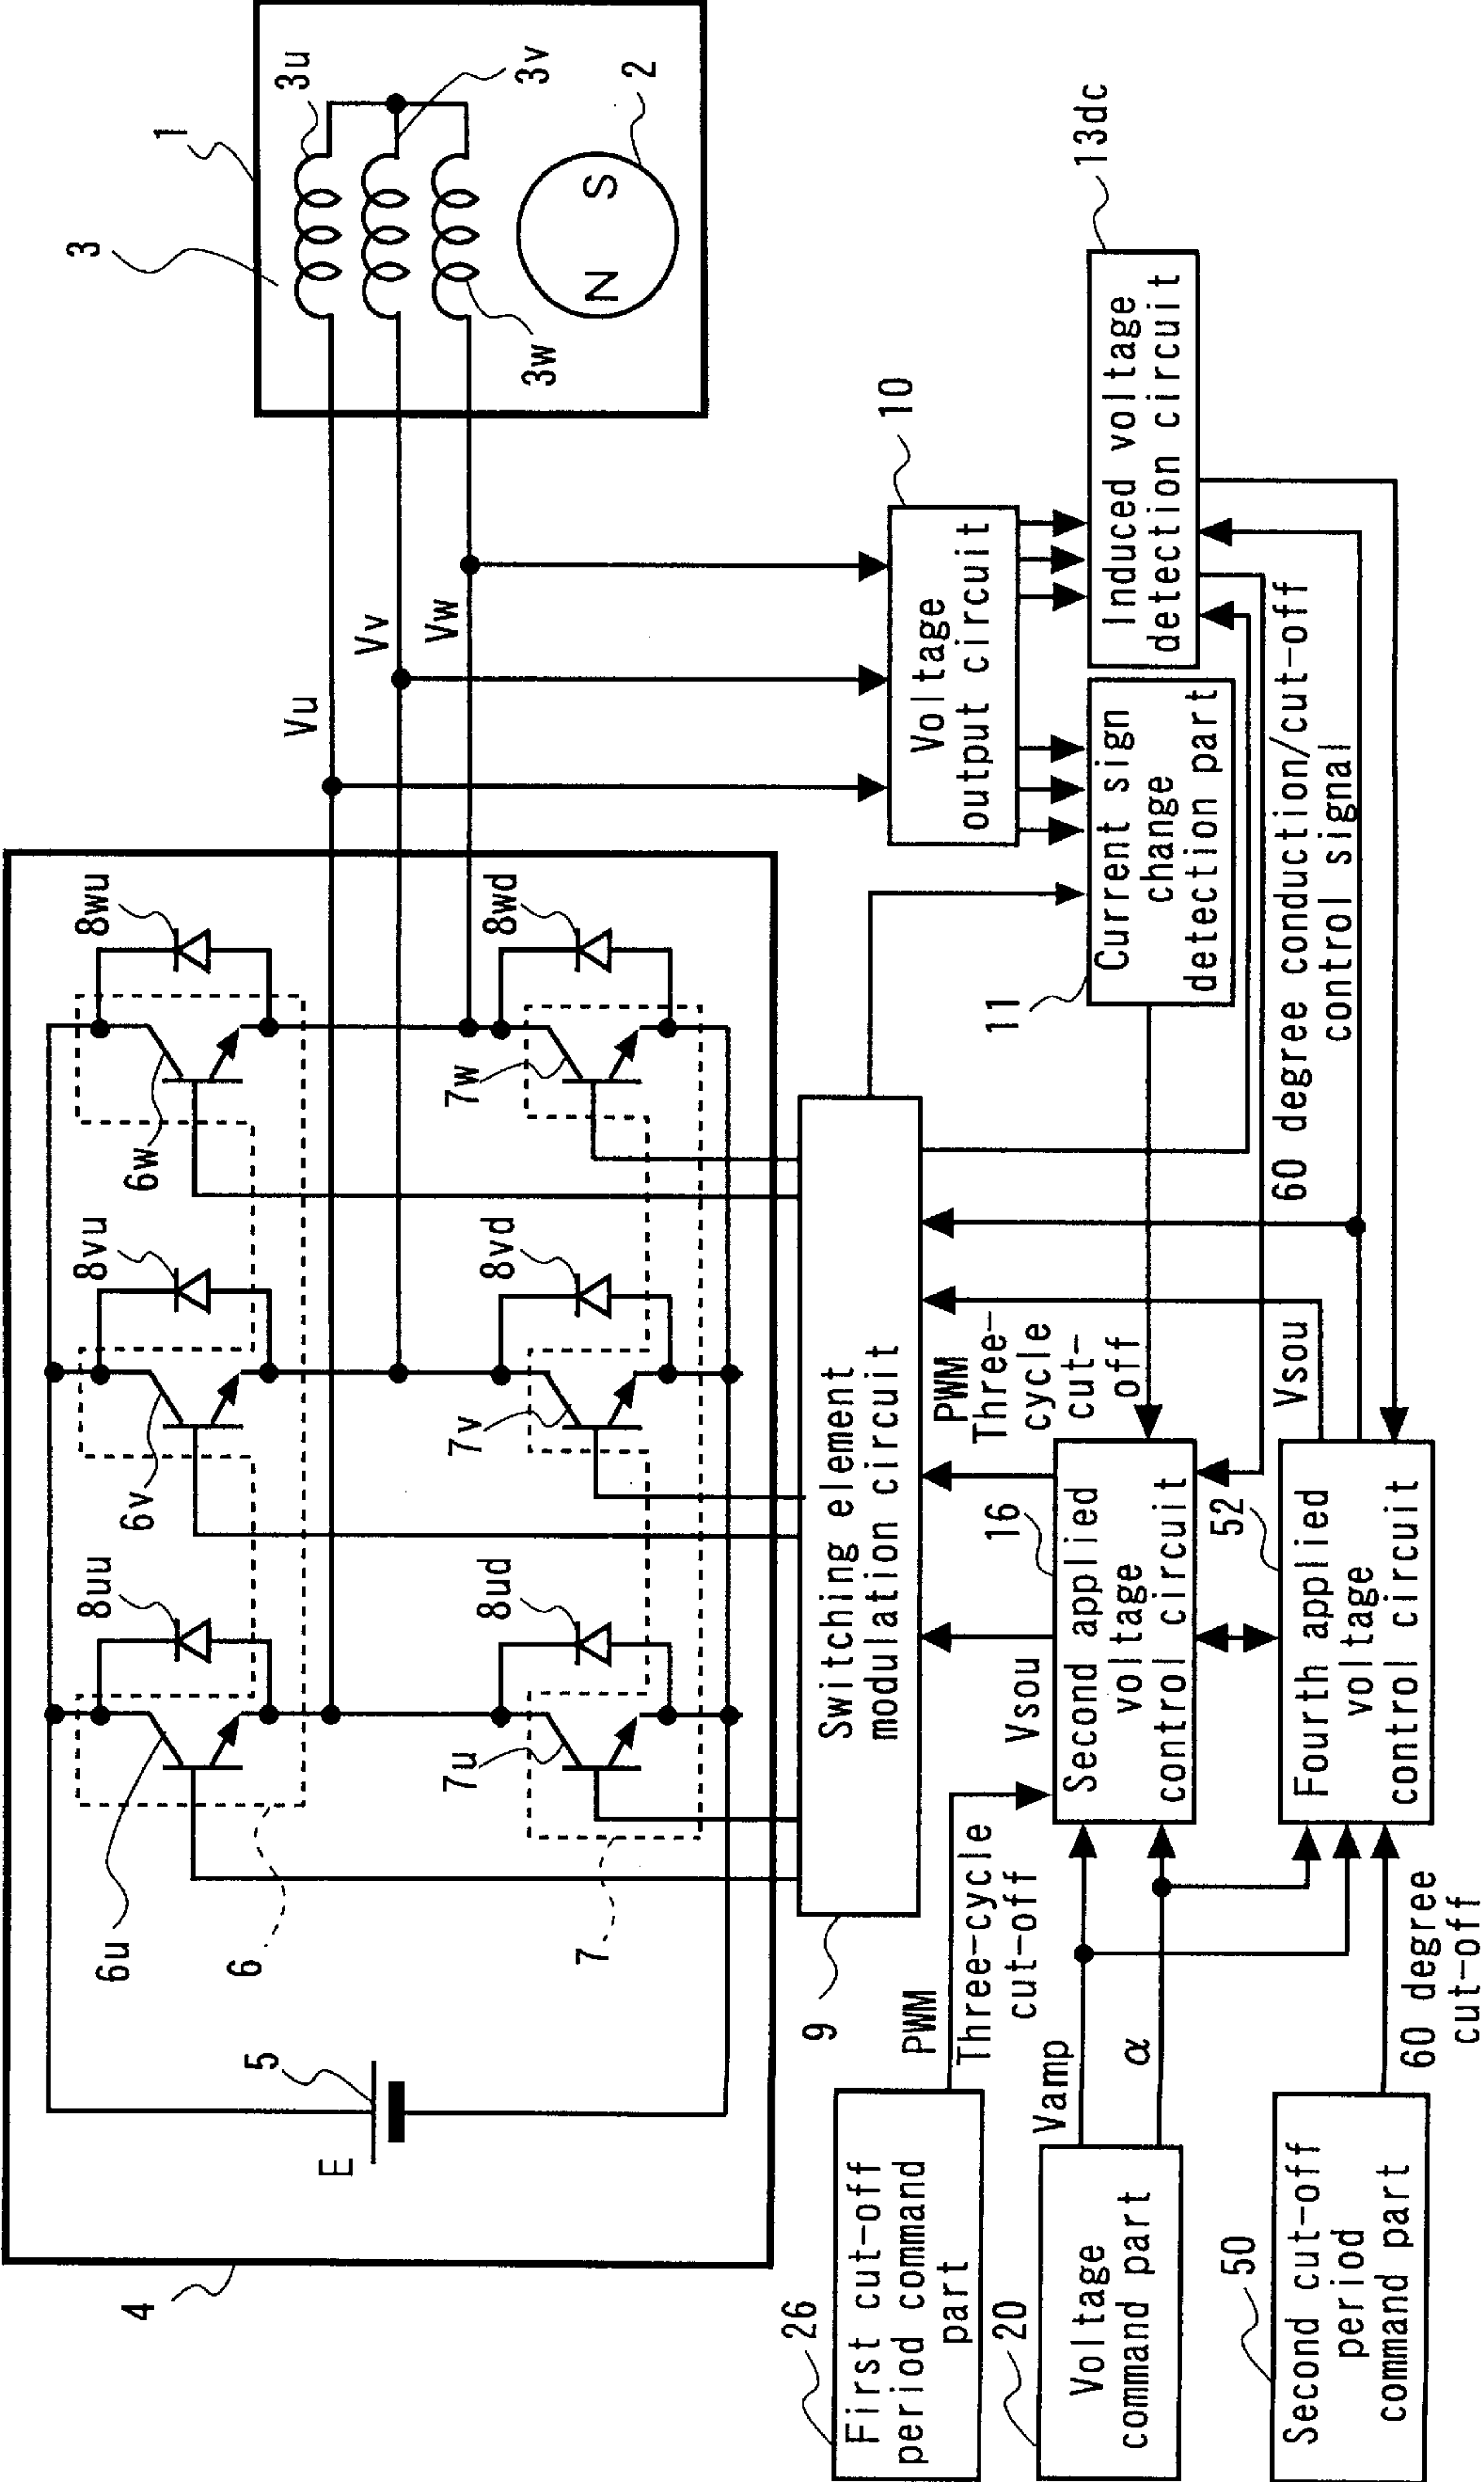 4
5
E
6u
6v
6w
6
8uu
8vu
8wu
7u
7v
7w
7
8ud
8vd
8wd
Vu
Vv
Vw
1
3
3u
3v
3w
2
N S
9
Switching element
modulation circuit
10
Voltage
output circuit
11
Current sign
change
detection part
13dc
Induced voltage
detection circuit
26
First cut-off
period command
part
PWM
Three-cycle
cut-off
20
Voltage
command part
Vamp
α
50
Second cut-off
period
command part
60 degree
cut-off
16
Second applied
voltage
control circuit
Vsou
PWM
Three-
cycle
cut-
off
52
Fourth applied
voltage
control circuit
Vsou
60 degree conduction/cut-off
control signal